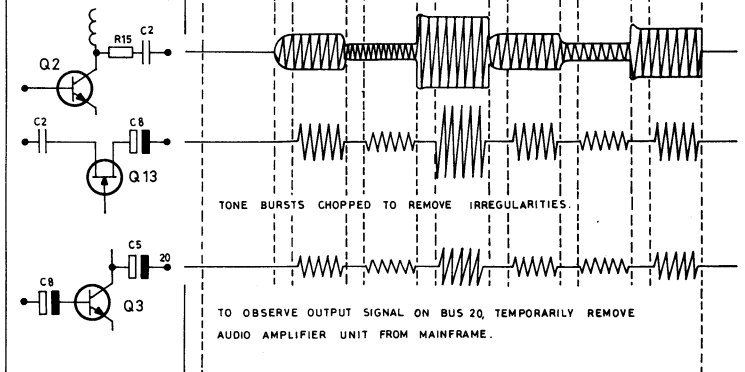 R15 C2
Q2
C2 C8
Q13
TONE BURSTS CHOPPED TO REMOVE IRREGULARITIES.
C5 20
C8
Q3
TO OBSERVE OUTPUT SIGNAL ON BUS 20, TEMPORARILY REMOVE
AUDIO AMPLIFIER UNIT FROM MAINFRAME.